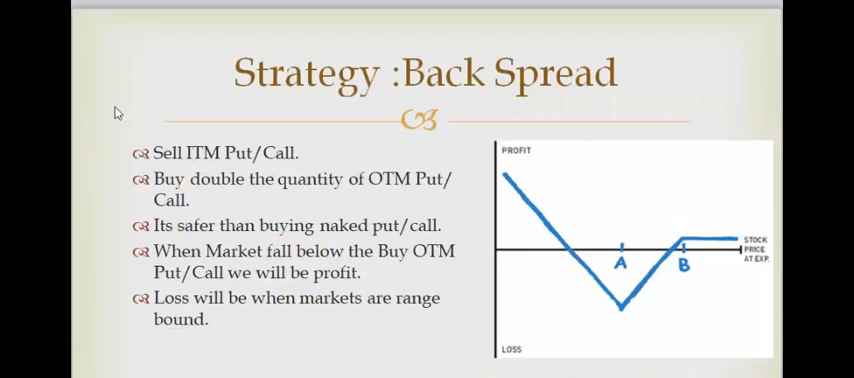 Strategy :Back Spread
Sell ITM Put/Call.
Buy double the quantity of OTM Put/
Call.
Its safer than buying naked put/call.
When Market fall below the Buy OTM
Put/Call we will be profit.
Loss will be when markets are range
bound.
PROFIT
STOCK
PRICE
AT EXP.
A
B
LOSS